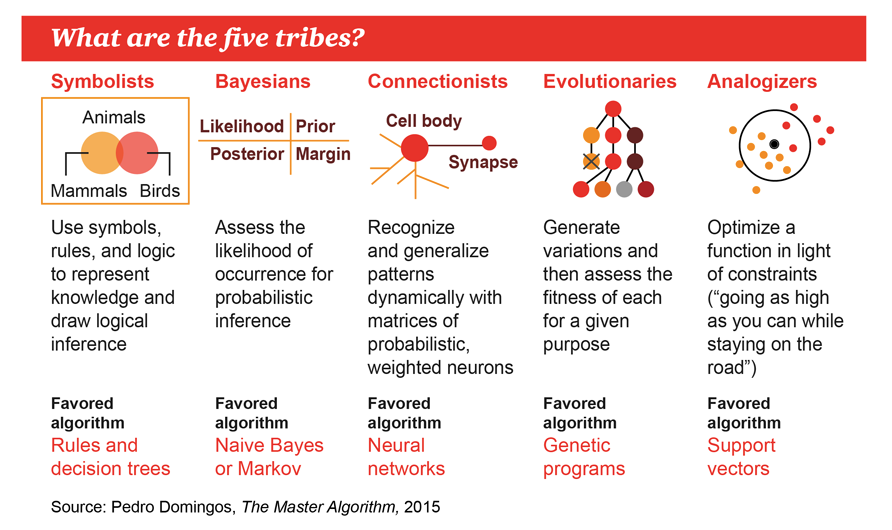 What are the five tribes?
Symbolists
Animals
Mammals Birds
Use symbols,
rules, and logic
to represent
knowledge and
draw logical
inference
Favored
algorithm
Rules and
decision trees
Bayesians
Likelihood Prior
Posterior Margin
Assess the
likelihood of
occurrence for
probabilistic
inference
Favored
algorithm
Naive Bayes
or Markov
Connectionists
Cell body
Synapse
Recognize
and generalize
patterns
dynamically with
matrices of
probabilistic,
weighted neurons
Favored
algorithm
Neural
networks
Evolutionaries
Generate
variations and
then assess the
fitness of each
for a given
purpose
Favored
algorithm
Genetic
programs
Analogizers
Optimize a
function in light
of constraints
(“going as high
as you can while
staying on the
road”)
Favored
algorithm
Support
vectors
Source: Pedro Domingos, The Master Algorithm, 2015